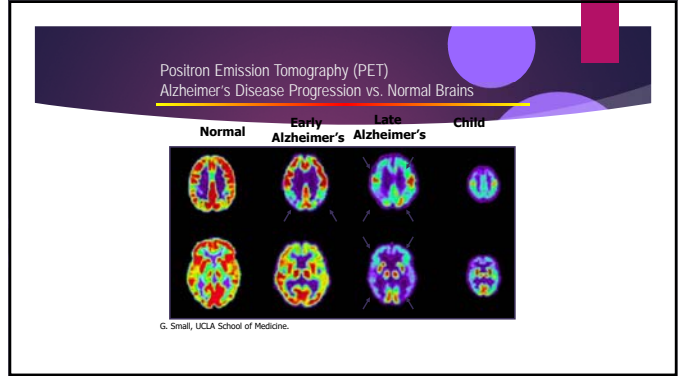 Positron Emission Tomography (PET)
Alzheimer's Disease Progression vs. Normal Brains
Normal
Early
Alzheimer's
Late
Alzheimer's
Child
G. Small, UCLA School of Medicine.